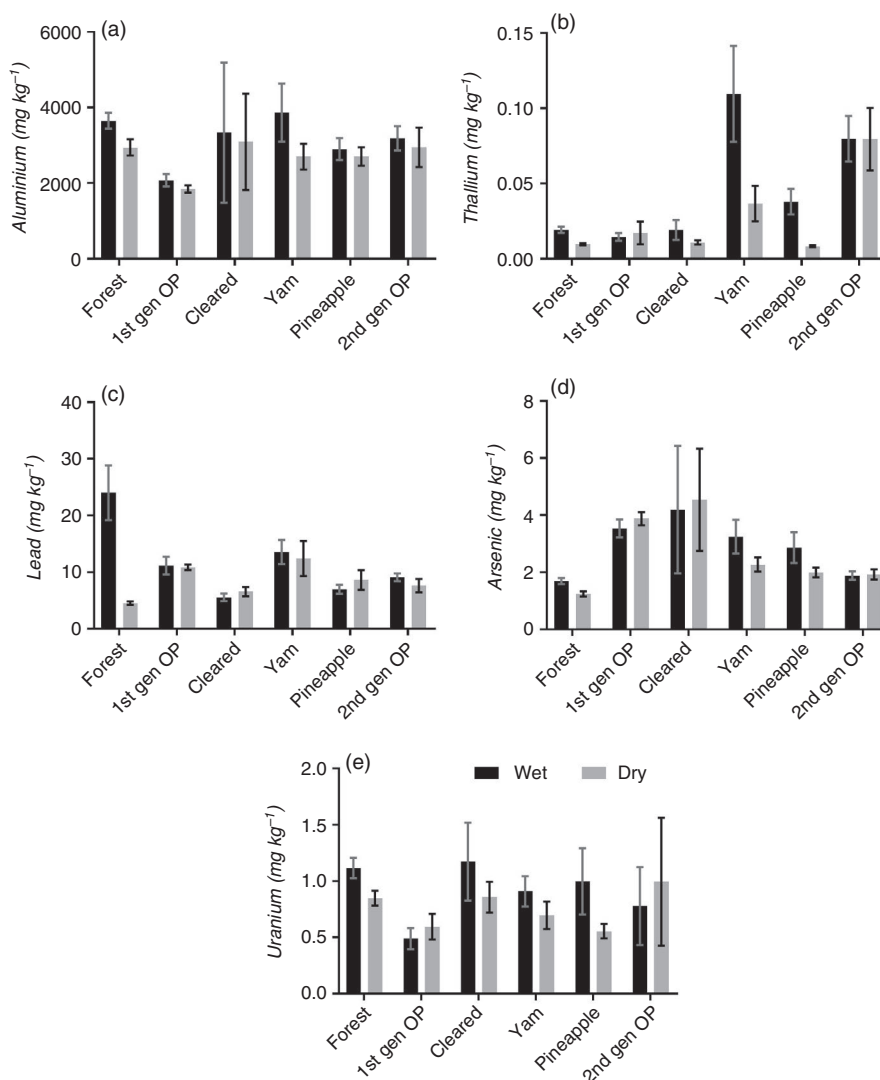 (a)
Aluminium (mg kg⁻¹)
6000
4000
2000
0
Forest
1st gen OP
Cleared
Yam
Pineapple
2nd gen OP
(b)
Thallium (mg kg⁻¹)
0.15
0.10
0.05
0.00
Forest
1st gen OP
Cleared
Yam
Pineapple
2nd gen OP
(c)
Lead (mg kg⁻¹)
40
30
20
10
0
Forest
1st gen OP
Cleared
Yam
Pineapple
2nd gen OP
(d)
Arsenic (mg kg⁻¹)
8
6
4
2
0
Forest
1st gen OP
Cleared
Yam
Pineapple
2nd gen OP
(e)
Wet
Dry
Uranium (mg kg⁻¹)
2.0
1.5
1.0
0.5
0.0
Forest
1st gen OP
Cleared
Yam
Pineapple
2nd gen OP